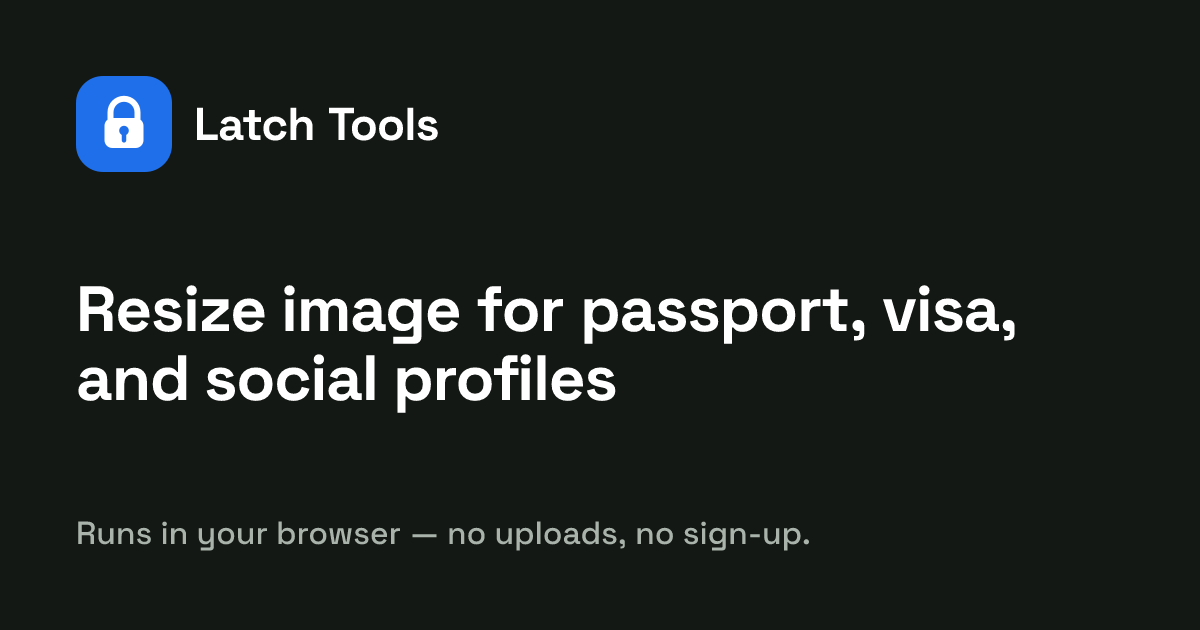 Latch Tools
Resize image for passport, visa,
and social profiles
Runs in your browser — no uploads, no sign-up.